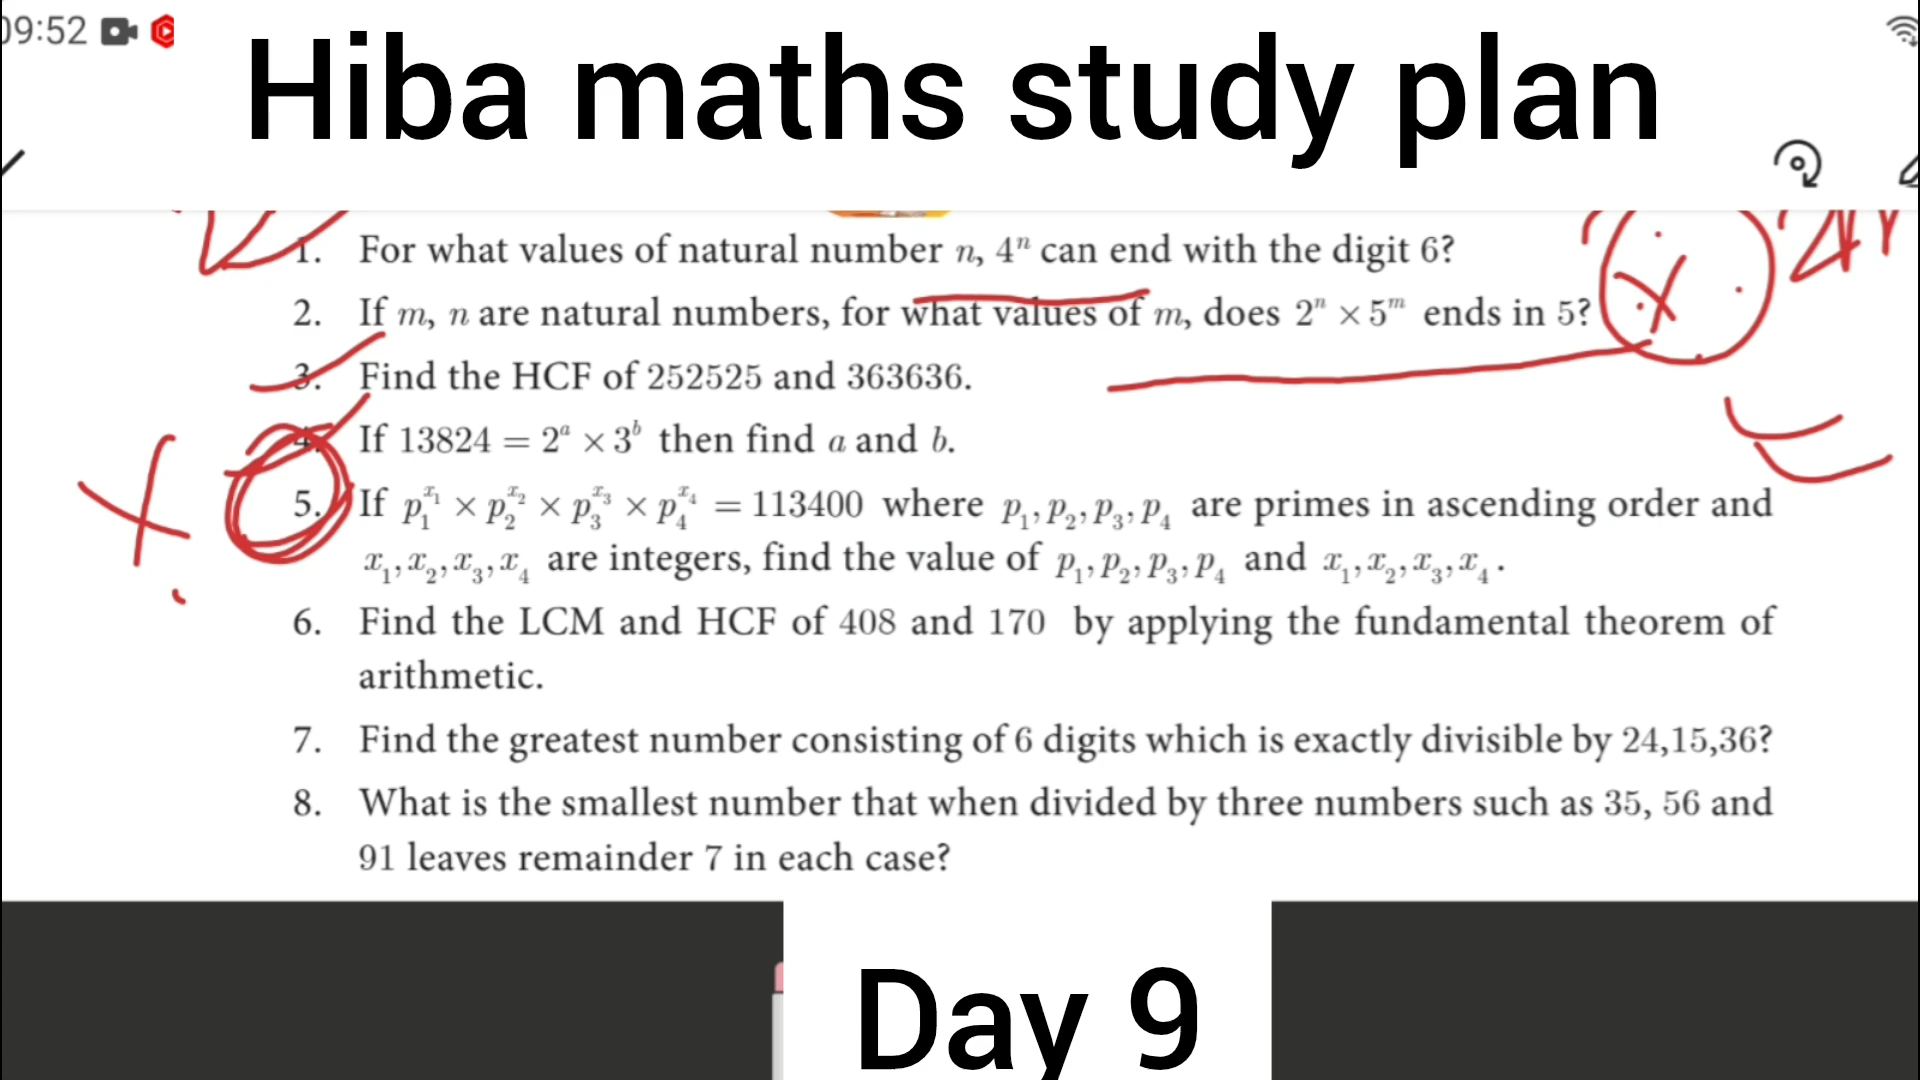 09:52
Hiba maths study plan
1. For what values of natural number n, 4ⁿ can end with the digit 6?
2. If m, n are natural numbers, for what values of m, does 2ⁿ × 5ᵐ ends in 5?
3. Find the HCF of 252525 and 363636.
4. If 13824 = 2ᵃ × 3ᵇ then find a and b.
5. If p₁^x₁ × p₂^x₂ × p₃^x₃ × p₄^x₄ = 113400 where p₁, p₂, p₃, p₄ are primes in ascending order and
x₁, x₂, x₃, x₄ are integers, find the value of p₁, p₂, p₃, p₄ and x₁, x₂, x₃, x₄.
6. Find the LCM and HCF of 408 and 170 by applying the fundamental theorem of
arithmetic.
7. Find the greatest number consisting of 6 digits which is exactly divisible by 24,15,36?
8. What is the smallest number that when divided by three numbers such as 35, 56 and
91 leaves remainder 7 in each case?
Day 9